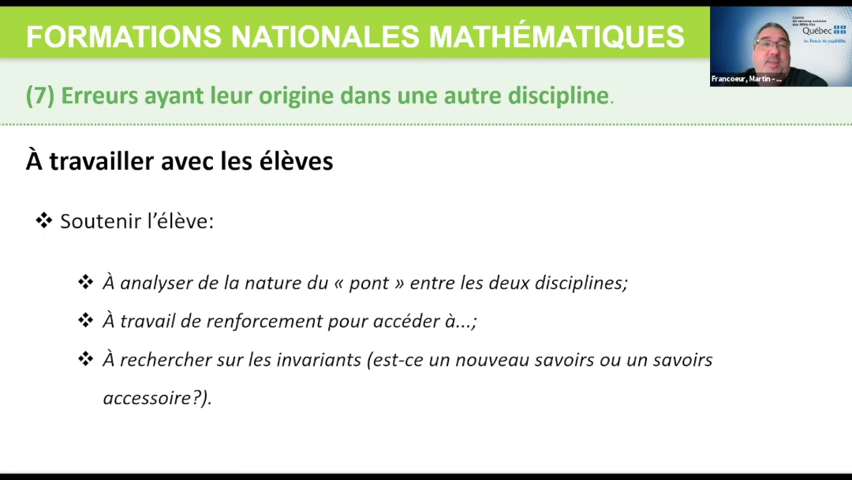 FORMATIONS NATIONALES MATHÉMATIQUES
Québec
Francoeur, Martin - ...
(7) Erreurs ayant leur origine dans une autre discipline.
À travailler avec les élèves
❖ Soutenir l'élève:
❖ À analyser de la nature du « pont » entre les deux disciplines;
❖ À travail de renforcement pour accéder à...;
❖ À rechercher sur les invariants (est-ce un nouveau savoirs ou un savoirs
accessoire?).